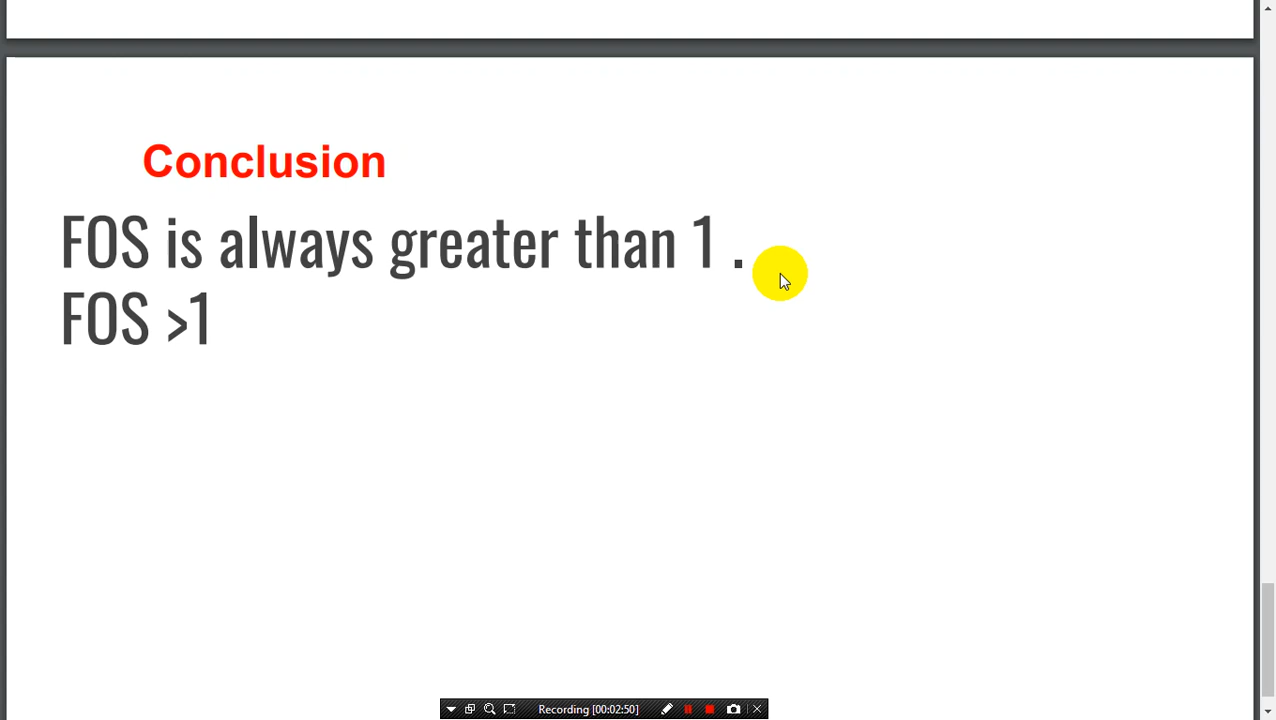 Conclusion
FOS is always greater than 1 .
FOS >1
Recording [00:02:50]